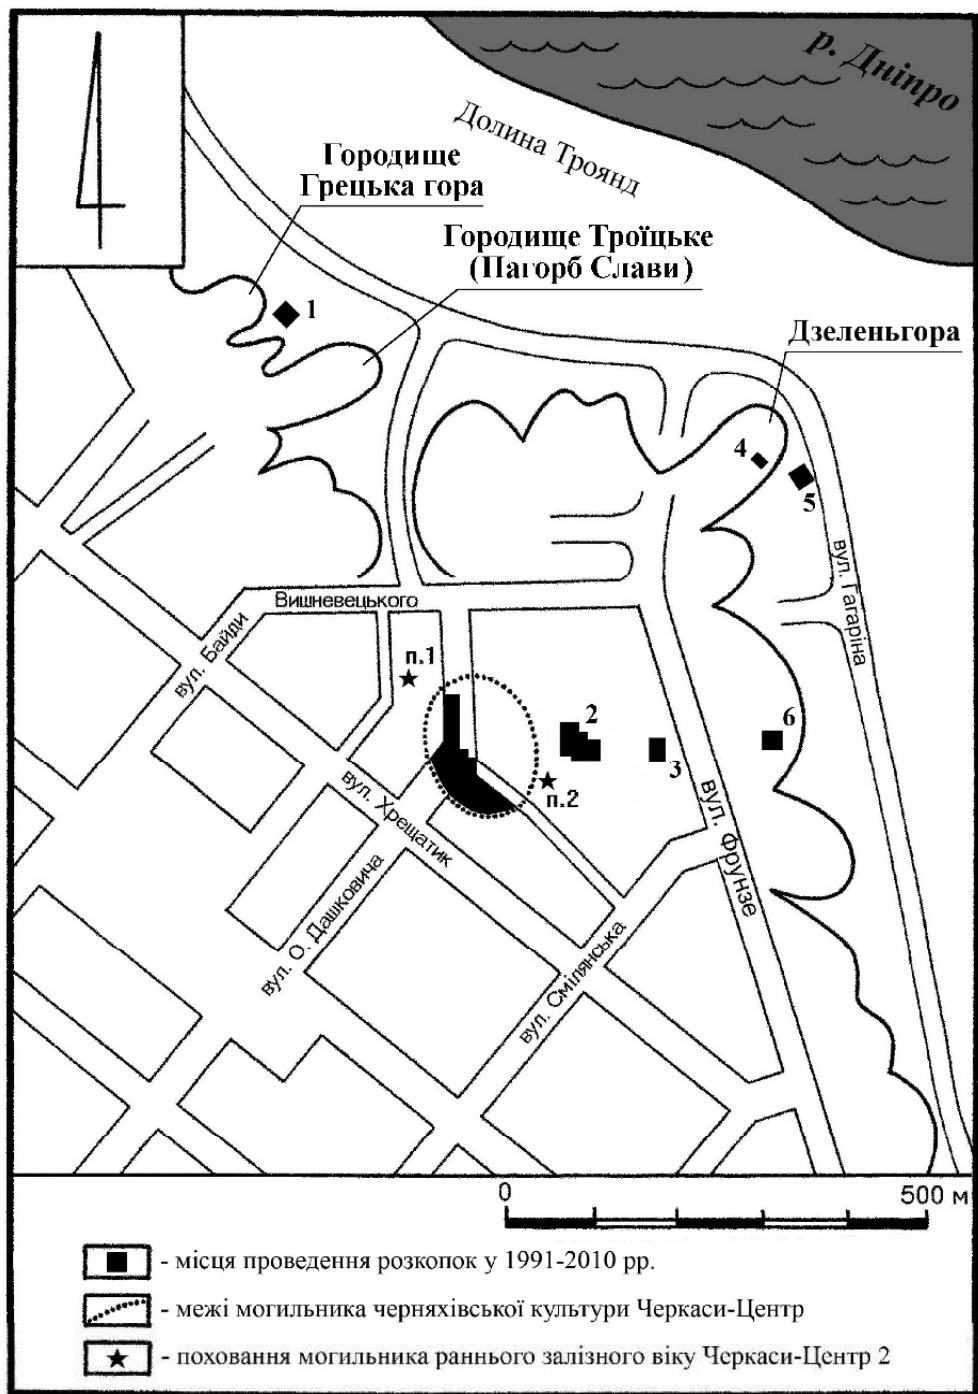 р. Дніпро
Долина Троянд
Городище
Грецька гора
Городище Троїцьке
(Пагорб Слави)
1
Дзеленьгора
4
5
вул. Гагаріна
Вишневецького
вул. Байди
п.1
2
3
6
п.2
вул. Хрещатик
вул. Фрунзе
вул. О. Дашковича
вул. Смілянська
0
500 м
- місця проведення розкопок у 1991-2010 рр.
- межі могильника черняхівської культури Черкаси-Центр
- поховання могильника раннього залізного віку Черкаси-Центр 2